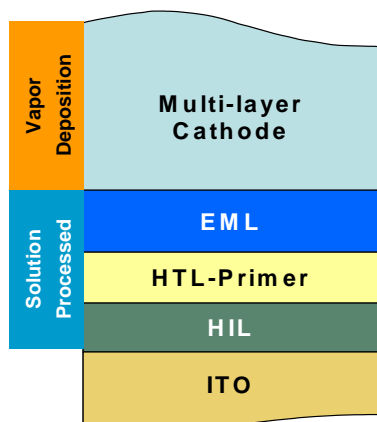 Vapor
Deposition
Multi-layer
Cathode
Solution
Processed
EML
HTL-Primer
HIL
ITO